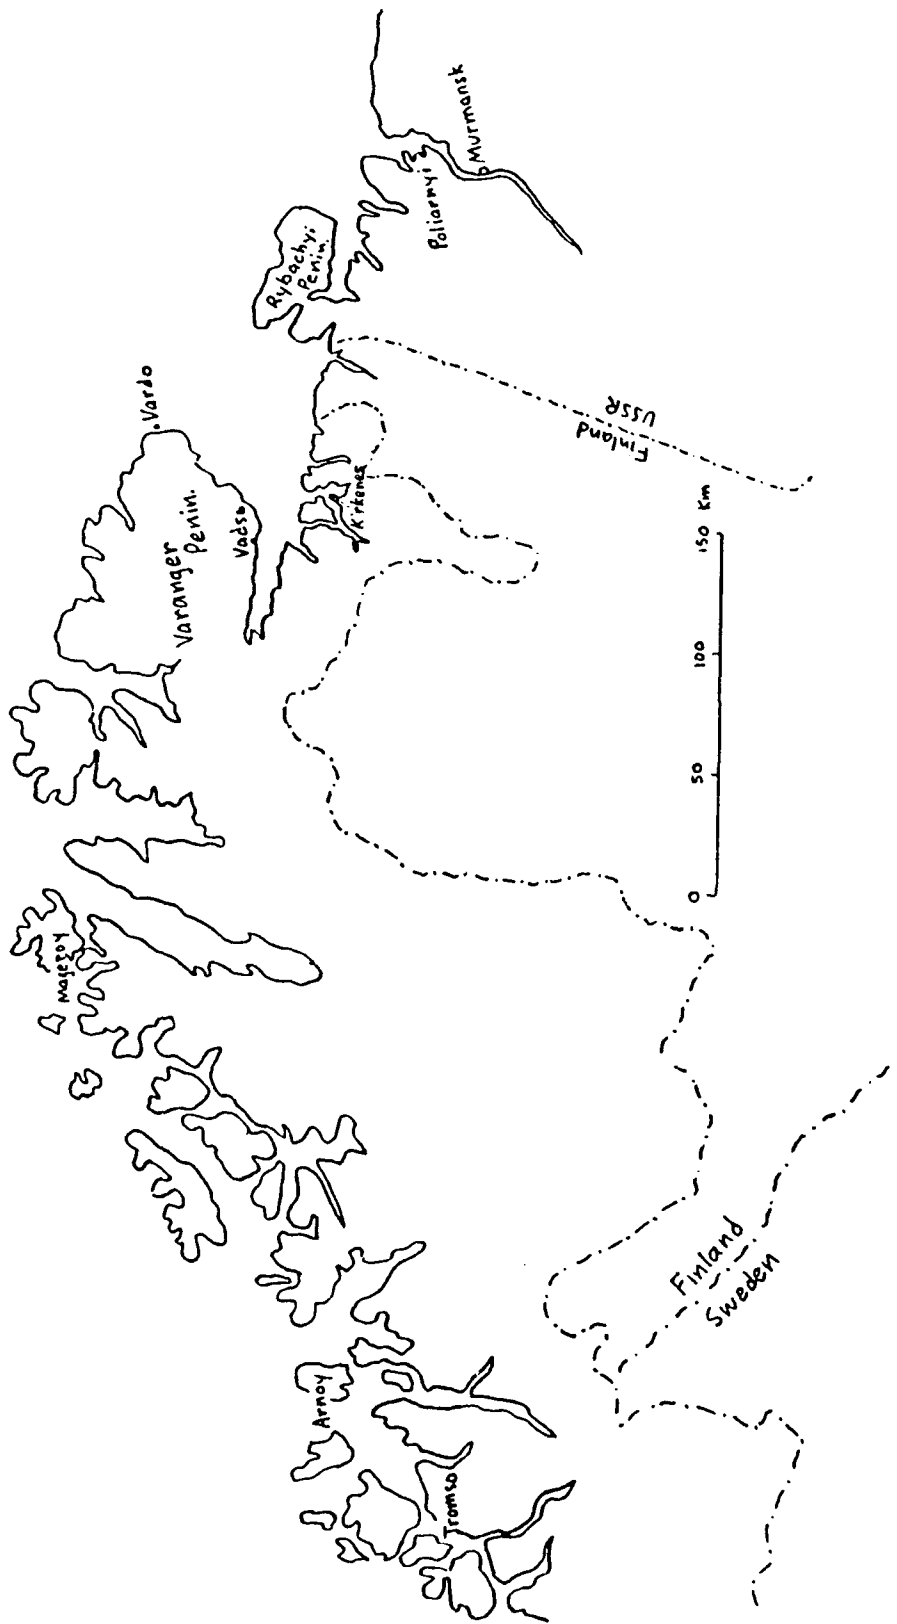 Murmansk
Poliarnyi
Rybachyi
Penin.
USSR
Finland
Vardo
Vadso
Kirkenes
Varanger
Penin.
0 50 100 150 Km
Mageroy
Finland
Sweden
Arnoy
Tromso